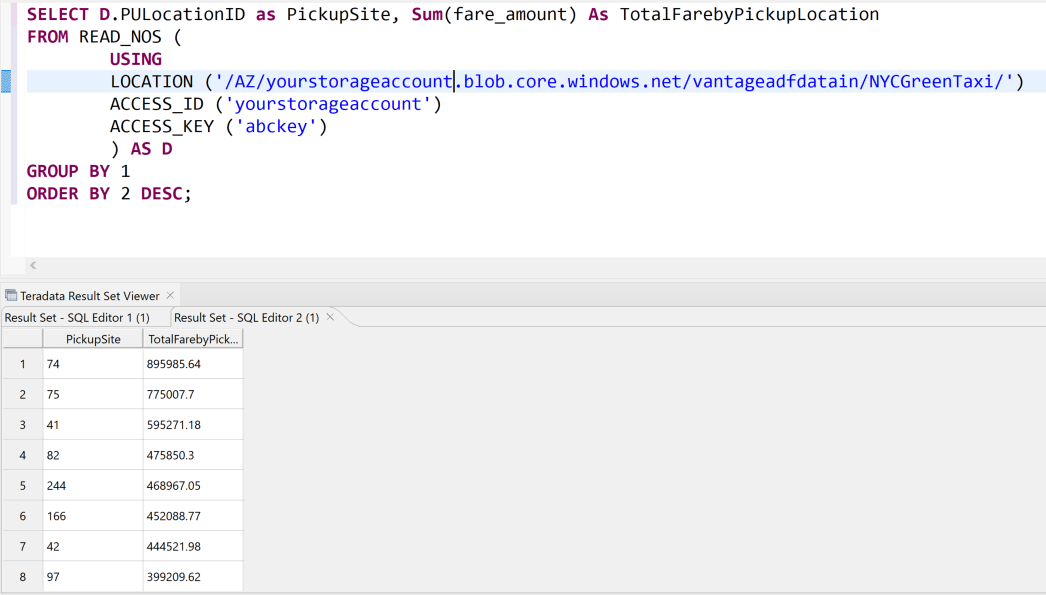 SELECT D.PULocationID as PickupSite, Sum(fare_amount) As TotalFarebyPickupLocation
FROM READ_NOS (
USING
LOCATION ('/AZ/yourstorageaccount.blob.core.windows.net/vantageadfdatain/NYCGreenTaxi/')
ACCESS_ID ('yourstorageaccount')
ACCESS_KEY ('abckey')
) AS D
GROUP BY 1
ORDER BY 2 DESC;
Teradata Result Set Viewer
Result Set - SQL Editor 1 (1) Result Set - SQL Editor 2 (1)
PickupSite TotalFarebyPick...
1 74 895985.64
2 75 775007.7
3 41 595271.18
4 82 475850.3
5 244 468967.05
6 166 452088.77
7 42 444521.98
8 97 399209.62